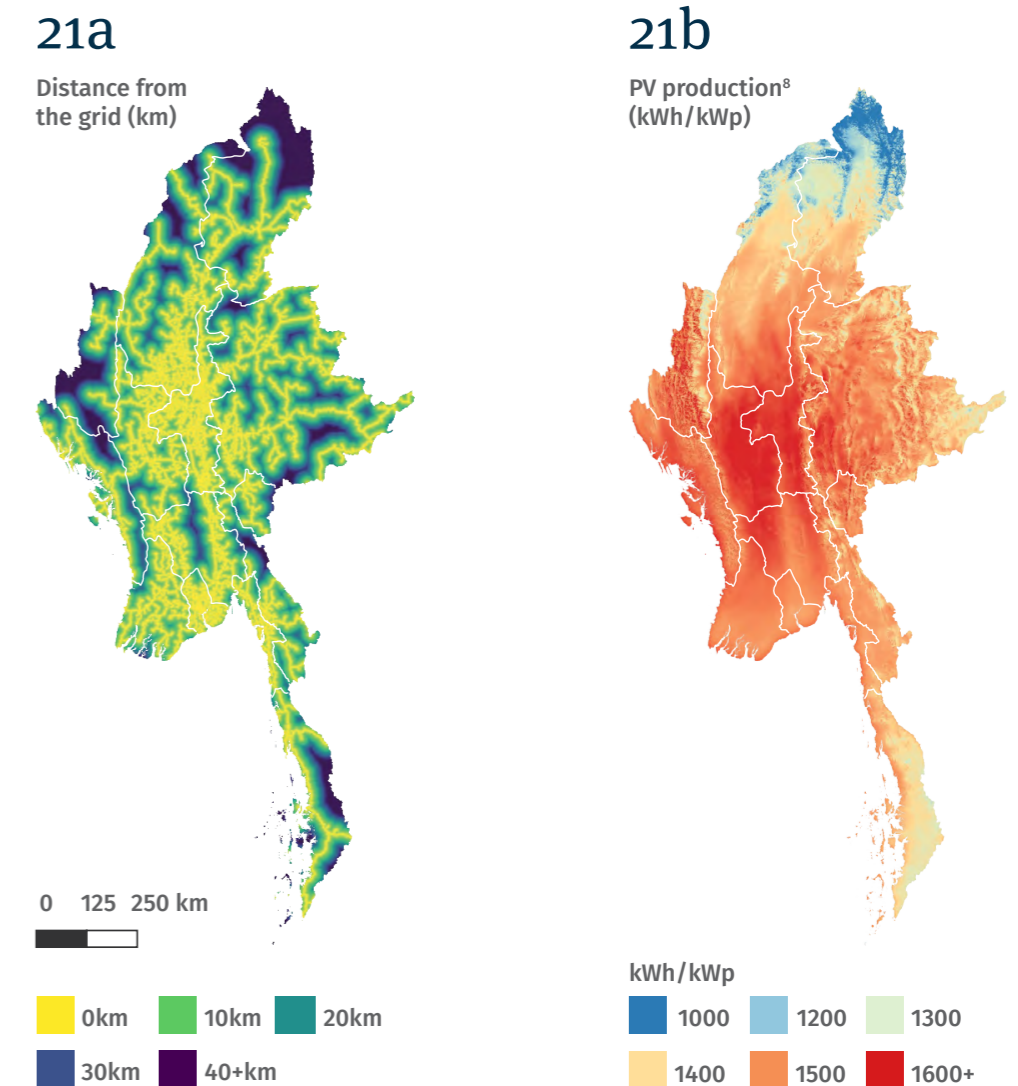 21a
Distance from
the grid (km)
0 125 250 km
0km 10km 20km
30km 40+km
21b
PV production⁸
(kWh/kWp)
kWh/kWp
1000 1200 1300
1400 1500 1600+